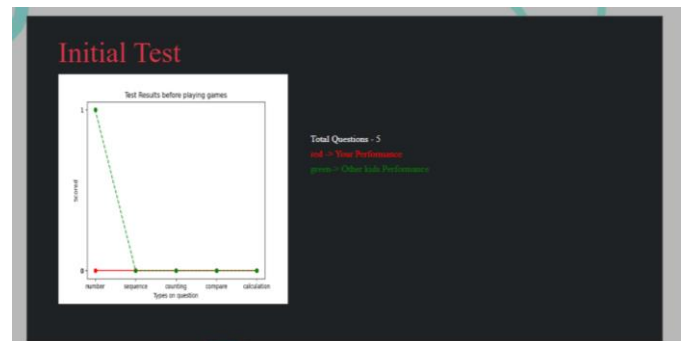 Initial Test
Test Results before playing games
Total Questions - 5
red -> Your Performance
green-> Other kids Performance
1
Scored
0
number sequence counting compare calculation
Types on question